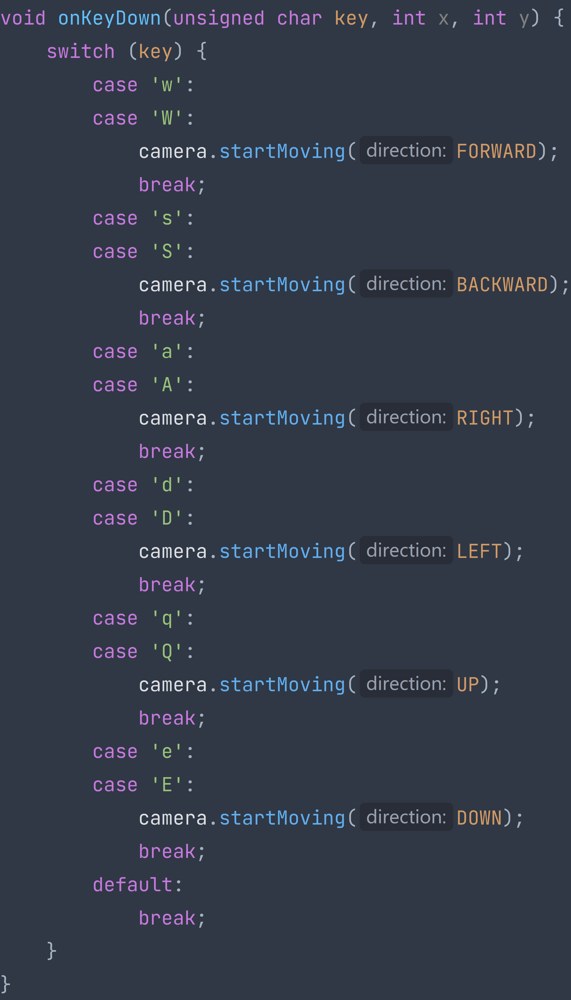 void onKeyDown(unsigned char key, int x, int y) {
    switch (key) {
        case 'w':
        case 'W':
            camera.startMoving( direction: FORWARD);
            break;
        case 's':
        case 'S':
            camera.startMoving( direction: BACKWARD);
            break;
        case 'a':
        case 'A':
            camera.startMoving( direction: RIGHT);
            break;
        case 'd':
        case 'D':
            camera.startMoving( direction: LEFT);
            break;
        case 'q':
        case 'Q':
            camera.startMoving( direction: UP);
            break;
        case 'e':
        case 'E':
            camera.startMoving( direction: DOWN);
            break;
        default:
            break;
    }
}